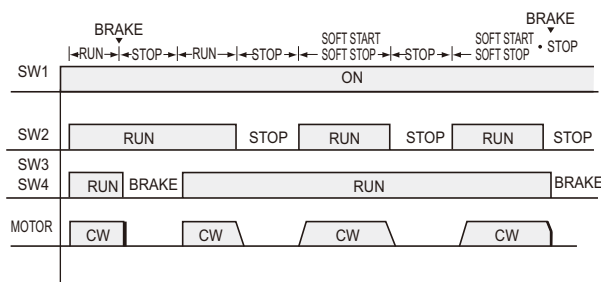 BRAKE BRAKE
RUN STOP RUN STOP SOFT START SOFT STOP STOP SOFT START SOFT STOP • STOP
SW1 ON
SW2 RUN STOP RUN STOP RUN STOP
SW3
SW4 RUN BRAKE RUN BRAKE
MOTOR CW CW CW CW